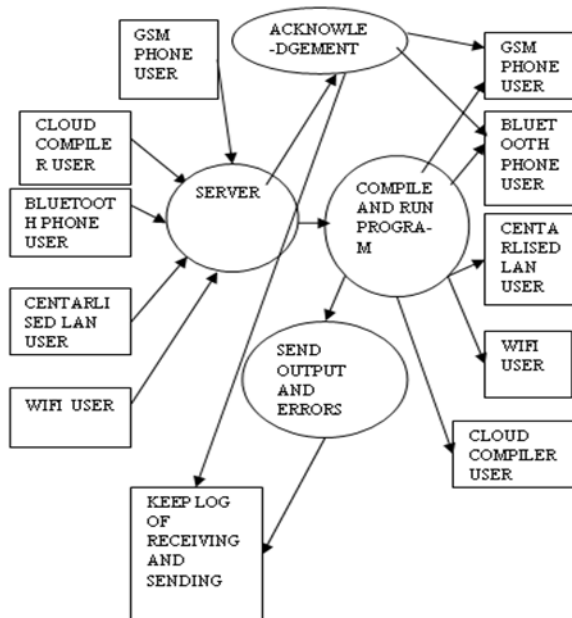 GSM
PHONE
USER
ACKNOWLE
-DGEMENT
GSM
PHONE
USER
CLOUD
COMPILE
R USER
BLUET
OOTH
PHONE
USER
SERVER
COMPILE
AND RUN
PROGRA-
M
BLUETOOT
H PHONE
USER
CENTA
RLISED
LAN
USER
CENTARLI
SED LAN
USER
SEND
OUTPUT
AND
ERRORS
WIFI
USER
WIFI USER
CLOUD
COMPILER
USER
KEEP LOG
OF
RECEIVING
AND
SENDING